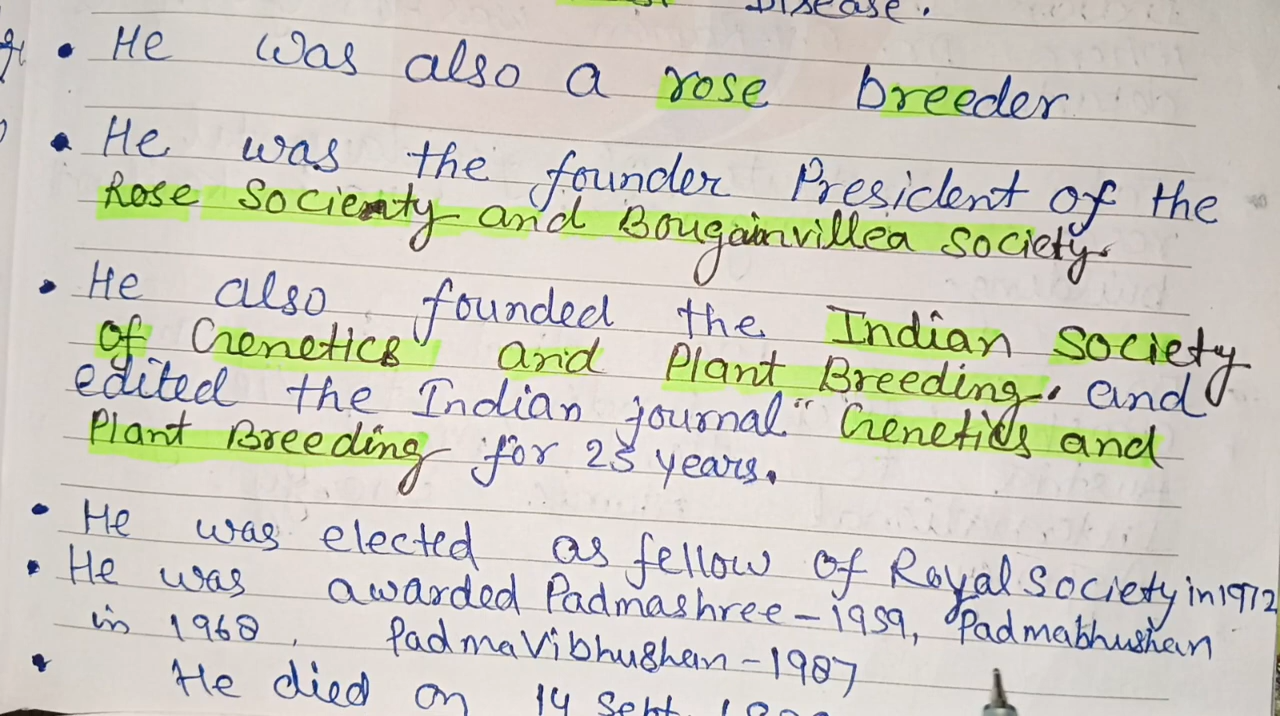 Disease.
• He was also a rose breeder
• He was the founder President of the
Rose Society and Bougainvillea society.
• He also founded the Indian Society
of Genetics and Plant Breeding, and
edited the Indian journal "Genetics and
Plant Breeding for 25 years.
• He was elected as fellow of Royal Society in 1972
• He was awarded Padmashree - 1959, Padmabhushan
in 1968, PadmaVibhushan - 1987
• He died on 14 Sept.